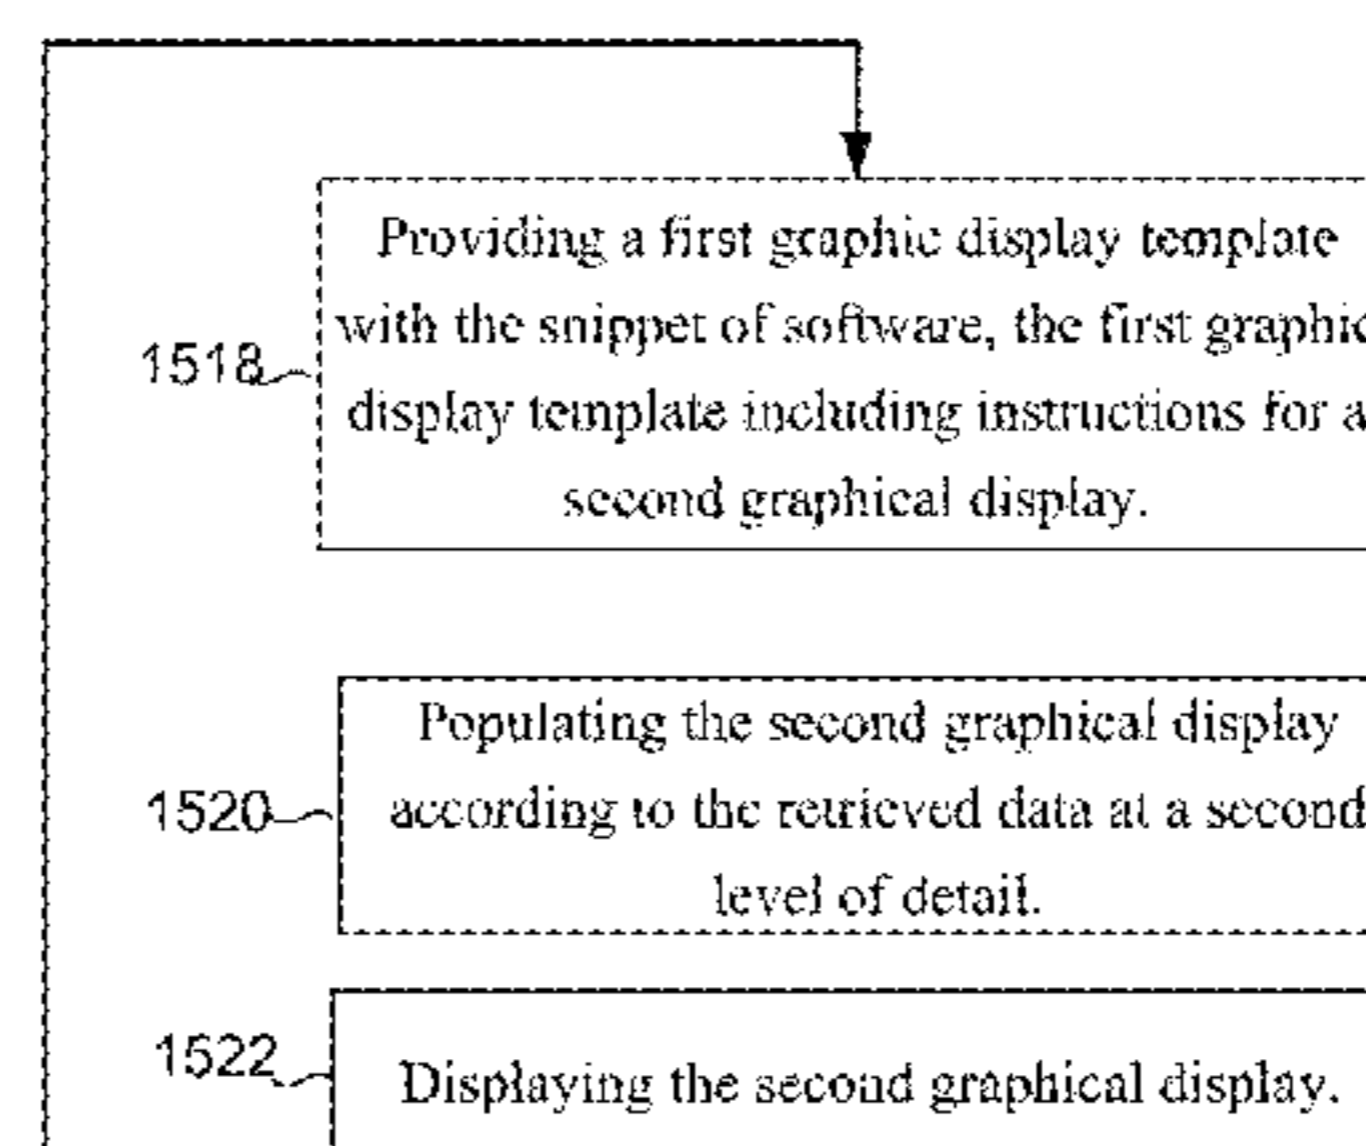 Providing a first graphic display template
with the snippet of software, the first graphic
1518
display template including instructions for a
second graphical display.
Populating the second graphical display
1520
according to the retrieved data at a second
level of detail.
1522
Displaying the second graphical display.